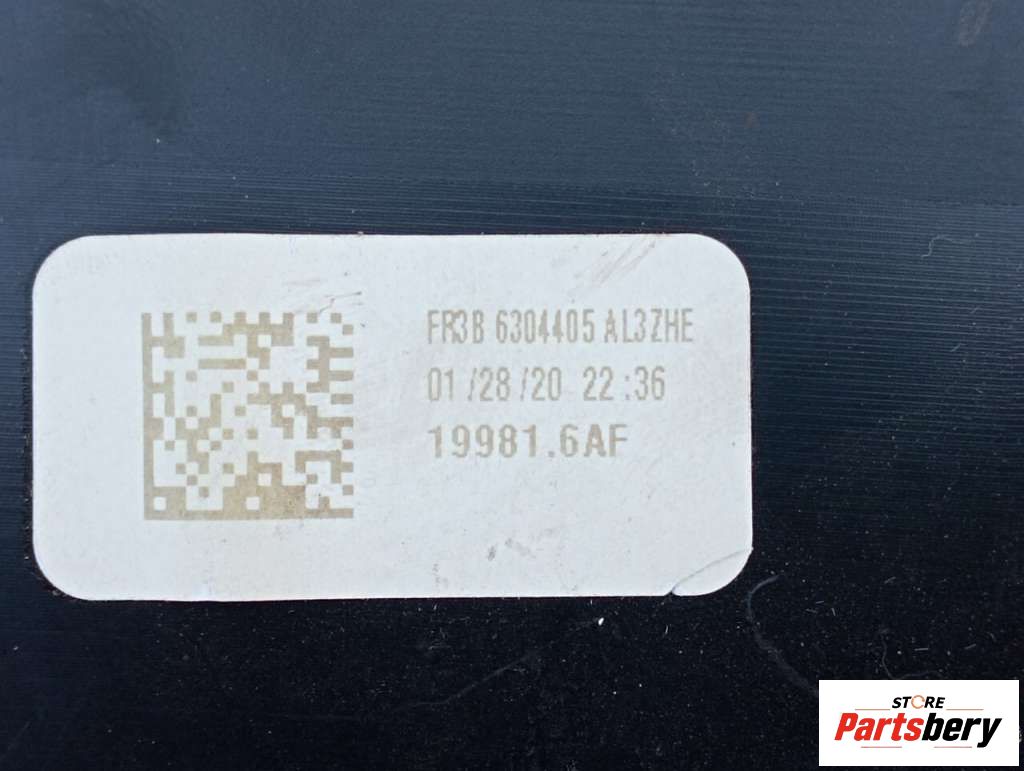 FR3B 6304405 AL3ZHE
01 /28 /20 22 :36
19981.6AF
STORE
Partsbery